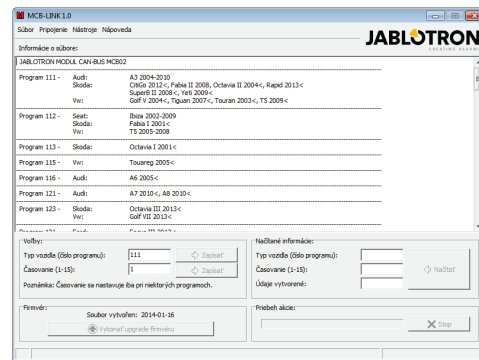 MCB-LINK 1.0
Súbor Pripojenie Nástroje Nápoveda
JABLOTRON
CREATING ALARMS
Informácie o súbore:
JABLOTRON MODUL CAN-BUS MCB02
Program 111 - Audi: A3 2004-2010
Skoda: CitiGo 2012<, Fabia II 2008, Octavia II 2004<, Rapid 2013<
SuperB II 2008<, Yeti 2009<
Vw: Golf V 2004<, Tiguan 2007<, Touran 2003<, T5 2009<
Program 112 - Seat: Ibiza 2002-2009
Skoda: Fabia I 2001<
Vw: T5 2005-2008
Program 113 - Skoda: Octavia I 2001<
Program 115 - Vw: Touareg 2005<
Program 116 - Audi: A6 2005<
Program 121 - Audi: A7 2010<, A8 2010<
Program 123 - Skoda: Octavia III 2013<
Vw: Golf VII 2013<
Voľby:
Typ vozidla (číslo programu): 111 Zapísať
Časovanie (1-15): 1 Zapísať
Poznámka: Časovanie sa nastavuje iba pri niektorých programoch.
Načítané informácie:
Typ vozidla (číslo programu):
Časovanie (1-15): Načítať
Údaje vytvorené:
Firmvér:
Soubor vytvořen: 2014-01-16
Vykonať upgrade firmvéru
Priebeh akcie:
Stop